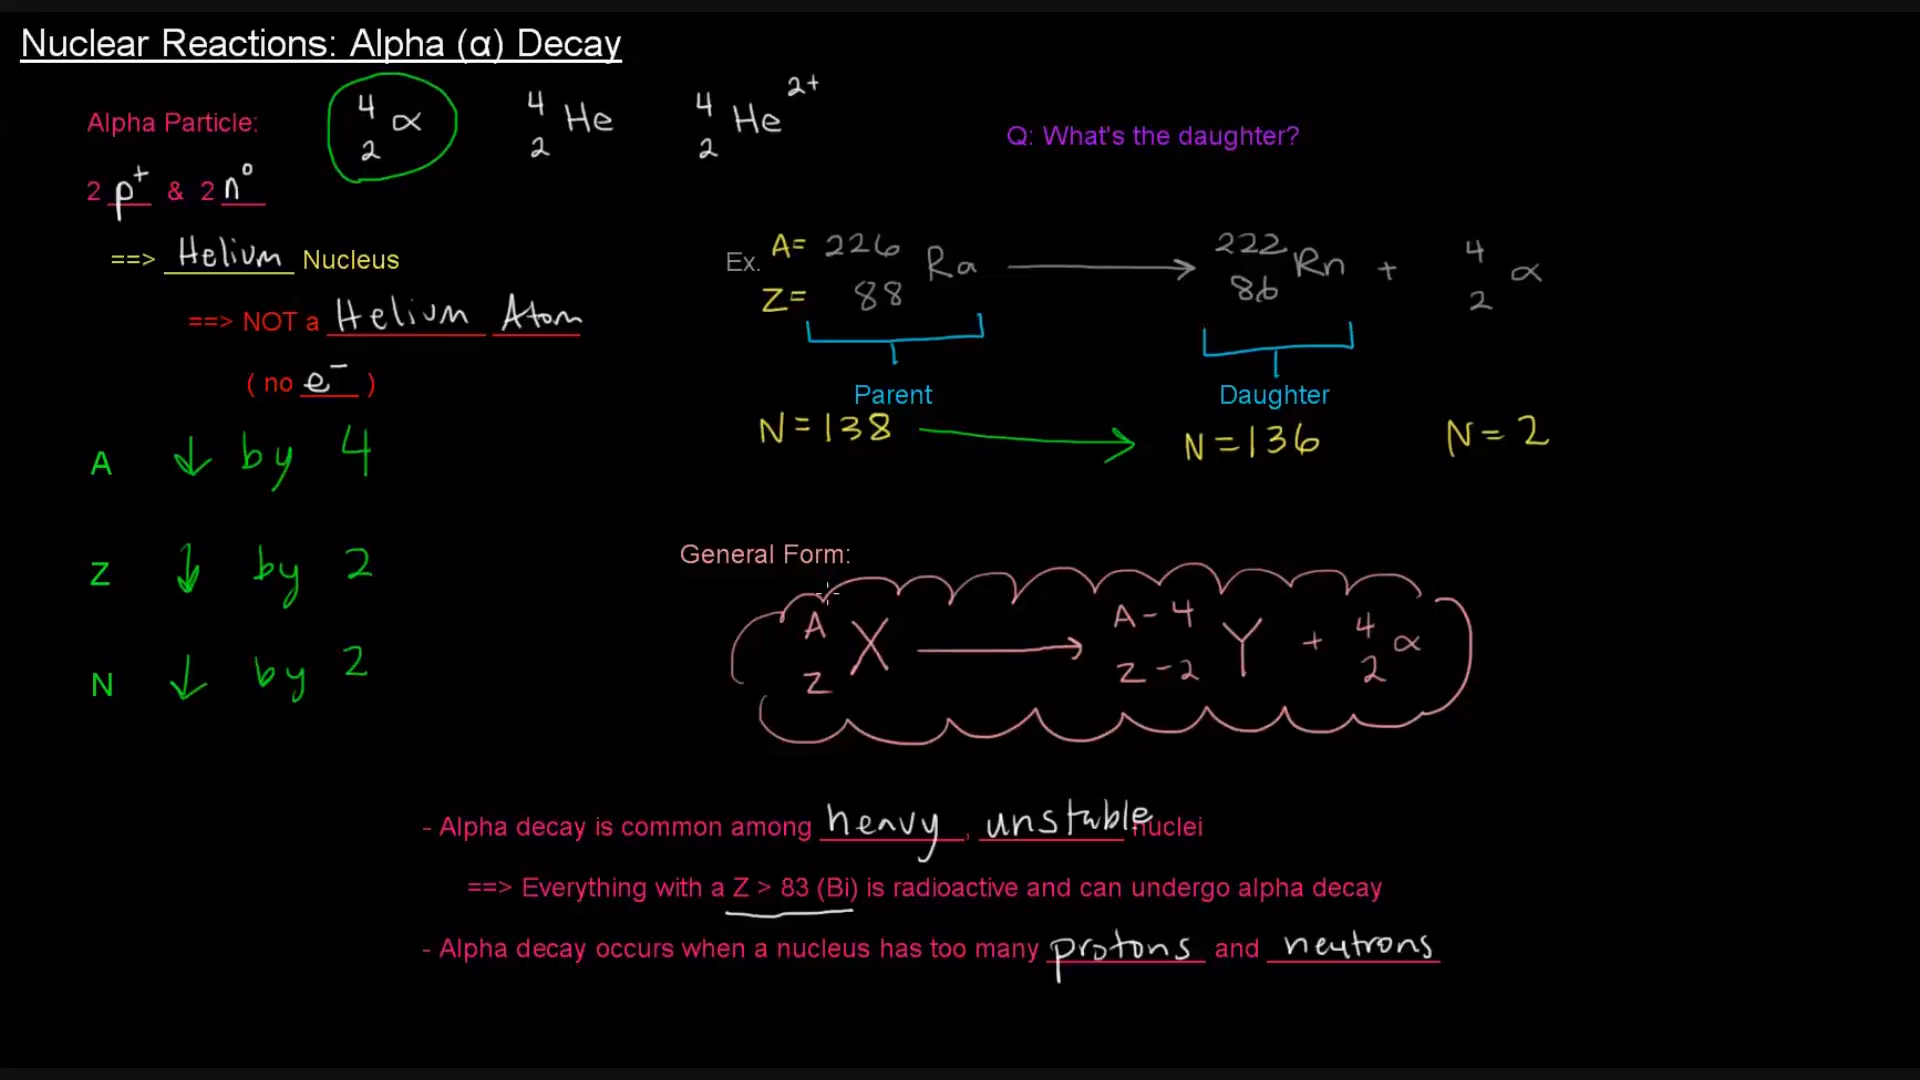 Nuclear Reactions: Alpha (α) Decay
Alpha Particle: 4 2 α 4 2 He 4 2 He 2+
2 p⁺ & 2 n⁰
==> Helium Nucleus
==> NOT a Helium Atom
( no e⁻ )
A ↓ by 4
Z ↓ by 2
N ↓ by 2
Q: What's the daughter?
Ex. A= 226 Z= 88 Ra → 222 86 Rn + 4 2 α
Parent Daughter
N = 138 → N = 136 N = 2
General Form:
A Z X → A - 4 Z - 2 Y + 4 2 α
- Alpha decay is common among heavy, unstable nuclei
==> Everything with a Z > 83 (Bi) is radioactive and can undergo alpha decay
- Alpha decay occurs when a nucleus has too many protons and neutrons